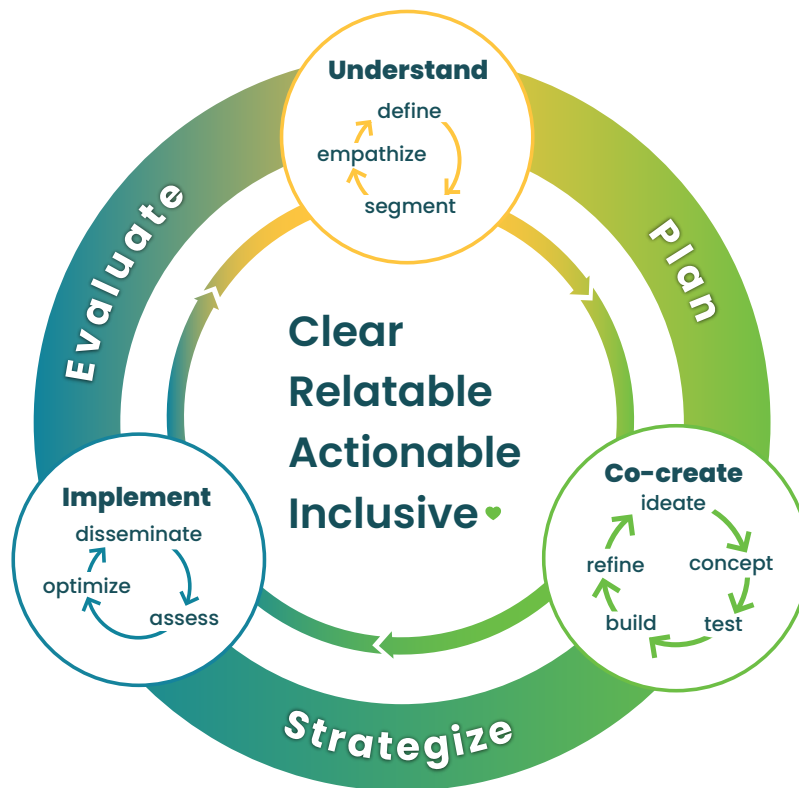 Understand
define
empathize
segment
Evaluate
Plan
Clear
Relatable
Actionable
Inclusive
Implement
disseminate
optimize
assess
Co-create
ideate
refine
concept
build
test
Strategize